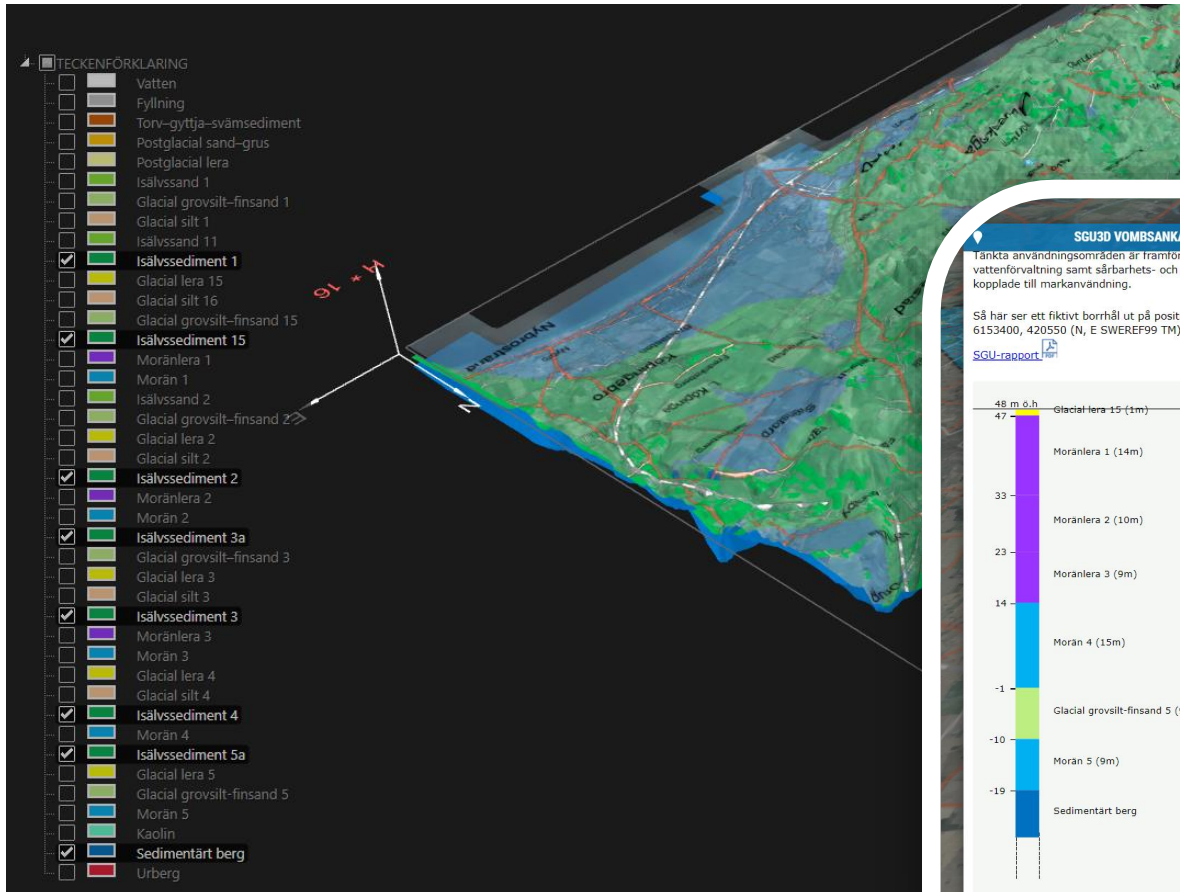 TECKENFÖRKLARING
Vatten
Fyllning
Torv–gyttja–svämsediment
Postglacial sand–grus
Postglacial lera
Isälvssand 1
Glacial grovsilt–finsand 1
Glacial silt 1
Isälvssand 11
Isälvssediment 1
Glacial lera 15
Glacial silt 16
Glacial grovsilt–finsand 15
Isälvssediment 15
Moränlera 1
Morän 1
Isälvssand 2
Glacial grovsilt–finsand 2
Glacial lera 2
Glacial silt 2
Isälvssediment 2
Moränlera 2
Morän 2
Isälvssediment 3a
Glacial grovsilt–finsand 3
Glacial lera 3
Glacial silt 3
Isälvssediment 3
Moränlera 3
Morän 3
Glacial lera 4
Glacial silt 4
Isälvssediment 4
Morän 4
Isälvssediment 5a
Glacial lera 5
Glacial grovsilt-finsand 5
Morän 5
Kaolin
Sedimentärt berg
Urberg
N
Nybrostrand
Köpinga
SGU3D VOMBSANKA
Tänkta användningsområden är framför
vattenförvaltning samt sårbarhets- och
kopplade till markanvändning.
Så här ser ett fiktivt borrhål ut på posit
6153400, 420550 (N, E SWEREF99 TM)
SGU-rapport
48 m ö.h
Glacial lera 15 (1m)
47
Moränlera 1 (14m)
33
Moränlera 2 (10m)
23
Moränlera 3 (9m)
14
Morän 4 (15m)
-1
Glacial grovsilt-finsand 5 (
-10
Morän 5 (9m)
-19
Sedimentärt berg